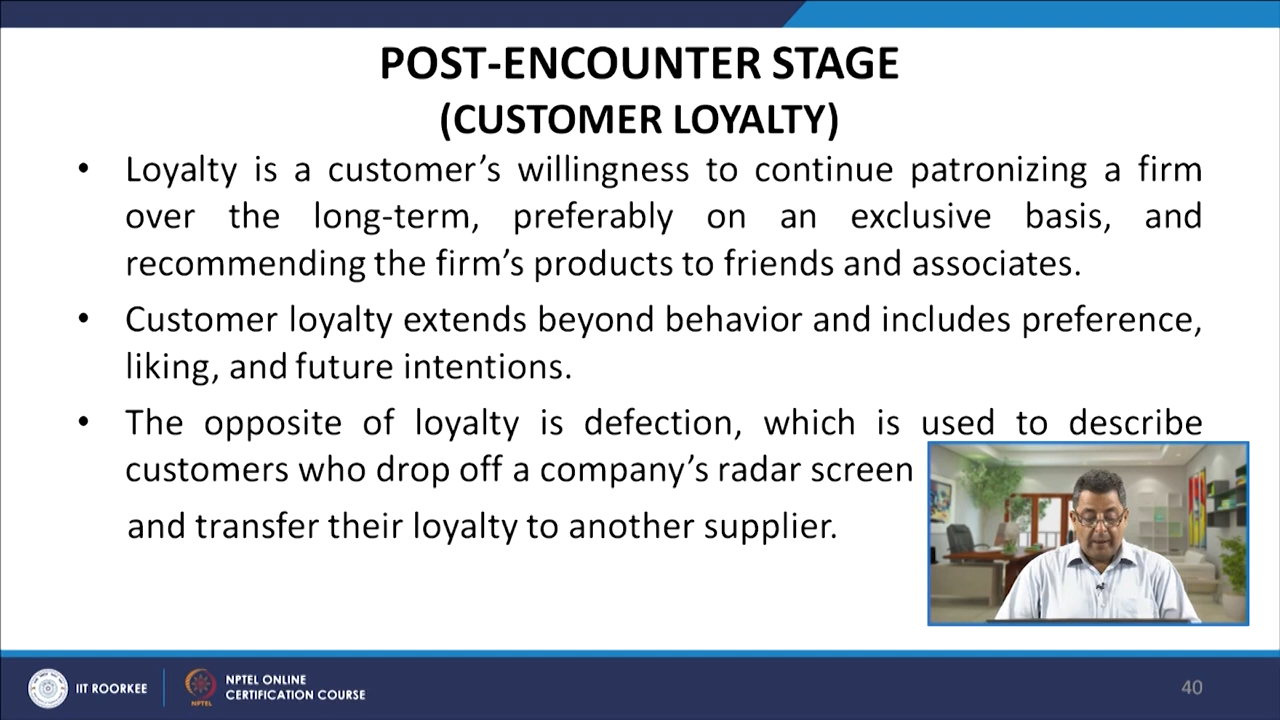 POST-ENCOUNTER STAGE
(CUSTOMER LOYALTY)
• Loyalty is a customer’s willingness to continue patronizing a firm
over the long-term, preferably on an exclusive basis, and
recommending the firm’s products to friends and associates.
• Customer loyalty extends beyond behavior and includes preference,
liking, and future intentions.
• The opposite of loyalty is defection, which is used to describe
customers who drop off a company’s radar screen
and transfer their loyalty to another supplier.
IIT ROORKEE
NPTEL
NPTEL ONLINE
CERTIFICATION COURSE
40